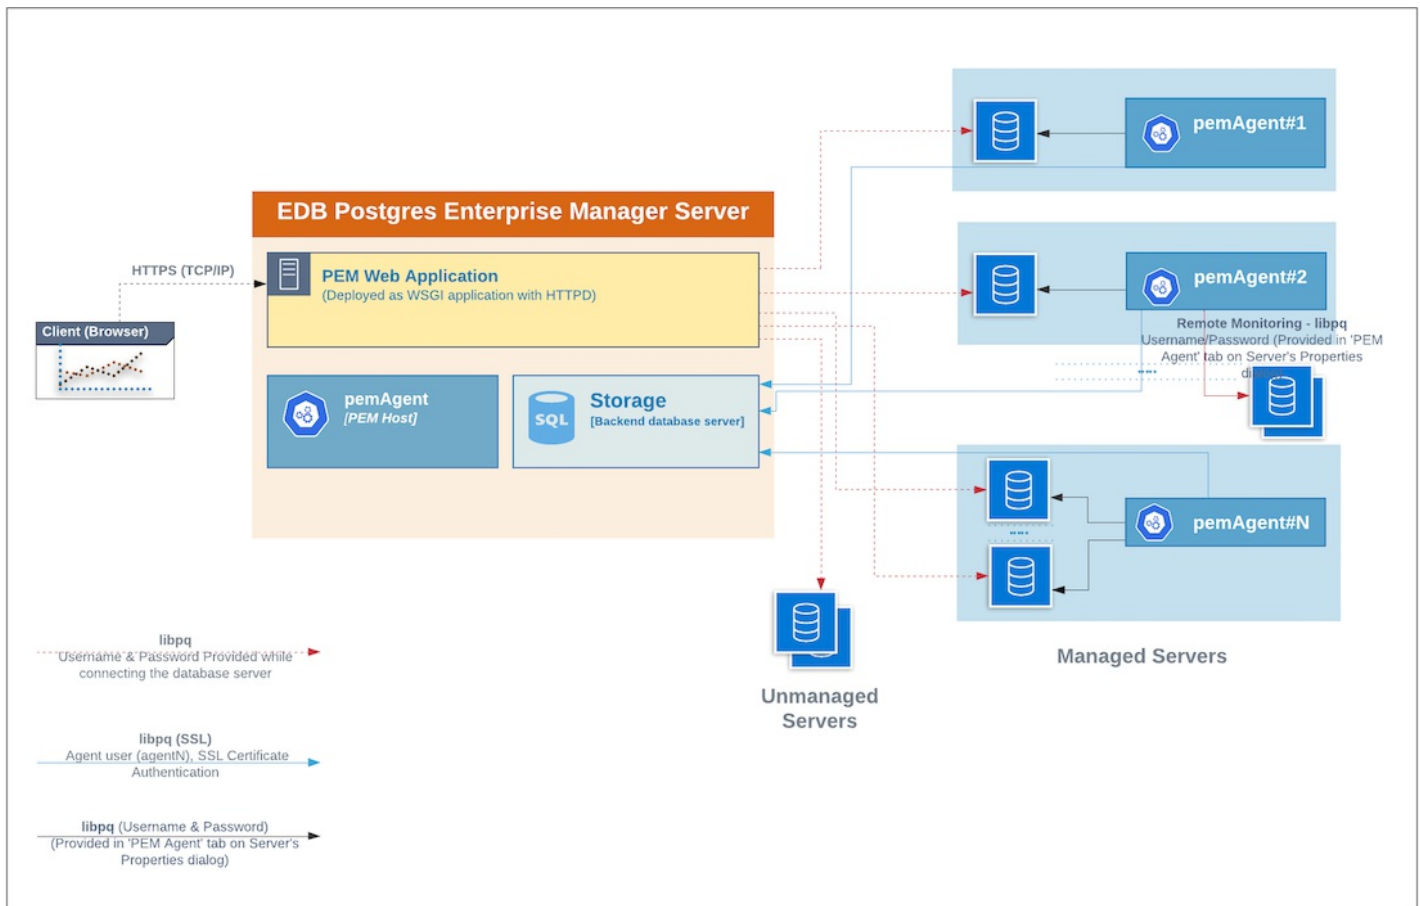 pemAgent#1
EDB Postgres Enterprise Manager Server
HTTPS (TCP/IP)
PEM Web Application
(Deployed as WSGI application with HTTPD)
pemAgent#2
Client (Browser)
Remote Monitoring - libpq
Username/Password (Provided in 'PEM
Agent' tab on Server's Properties
pemAgent
[PEM Host]
SQL
Storage
[Backend database server]
pemAgent#N
Managed Servers
Unmanaged
Servers
libpq
Username & Password Provided while
connecting the database server
libpq (SSL)
Agent user (agentN), SSL Certificate
Authentication
libpq (Username & Password)
(Provided in 'PEM Agent' tab on Server's
Properties dialog)